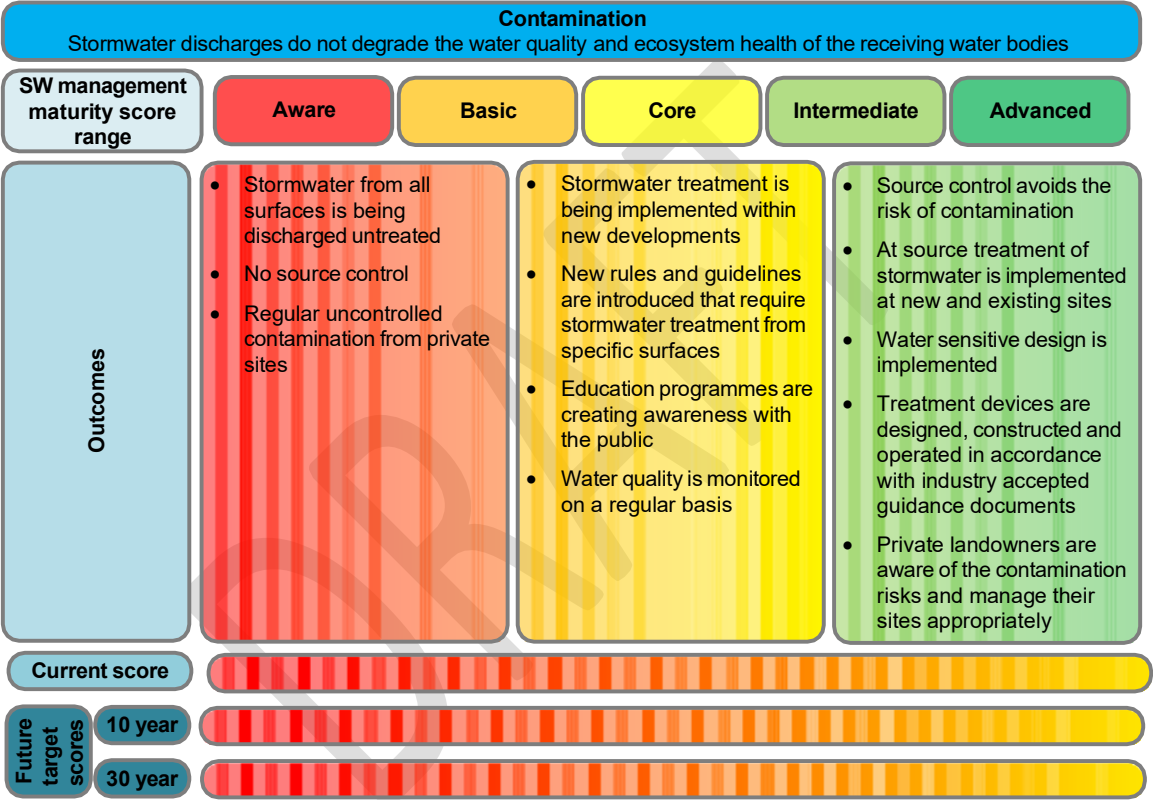 Contamination
Stormwater discharges do not degrade the water quality and ecosystem health of the receiving water bodies
SW management
maturity score
range
Aware
Basic
Core
Intermediate
Advanced
Outcomes
• Stormwater from all
surfaces is being
discharged untreated
• No source control
• Regular uncontrolled
contamination from private
sites
• Stormwater treatment is
being implemented within
new developments
• New rules and guidelines
are introduced that require
stormwater treatment from
specific surfaces
• Education programmes are
creating awareness with
the public
• Water quality is monitored
on a regular basis
• Source control avoids the
risk of contamination
• At source treatment of
stormwater is implemented
at new and existing sites
• Water sensitive design is
implemented
• Treatment devices are
designed, constructed and
operated in accordance
with industry accepted
guidance documents
• Private landowners are
aware of the contamination
risks and manage their
sites appropriately
Current score
Future
target
scores
10 year
30 year
DRAFT